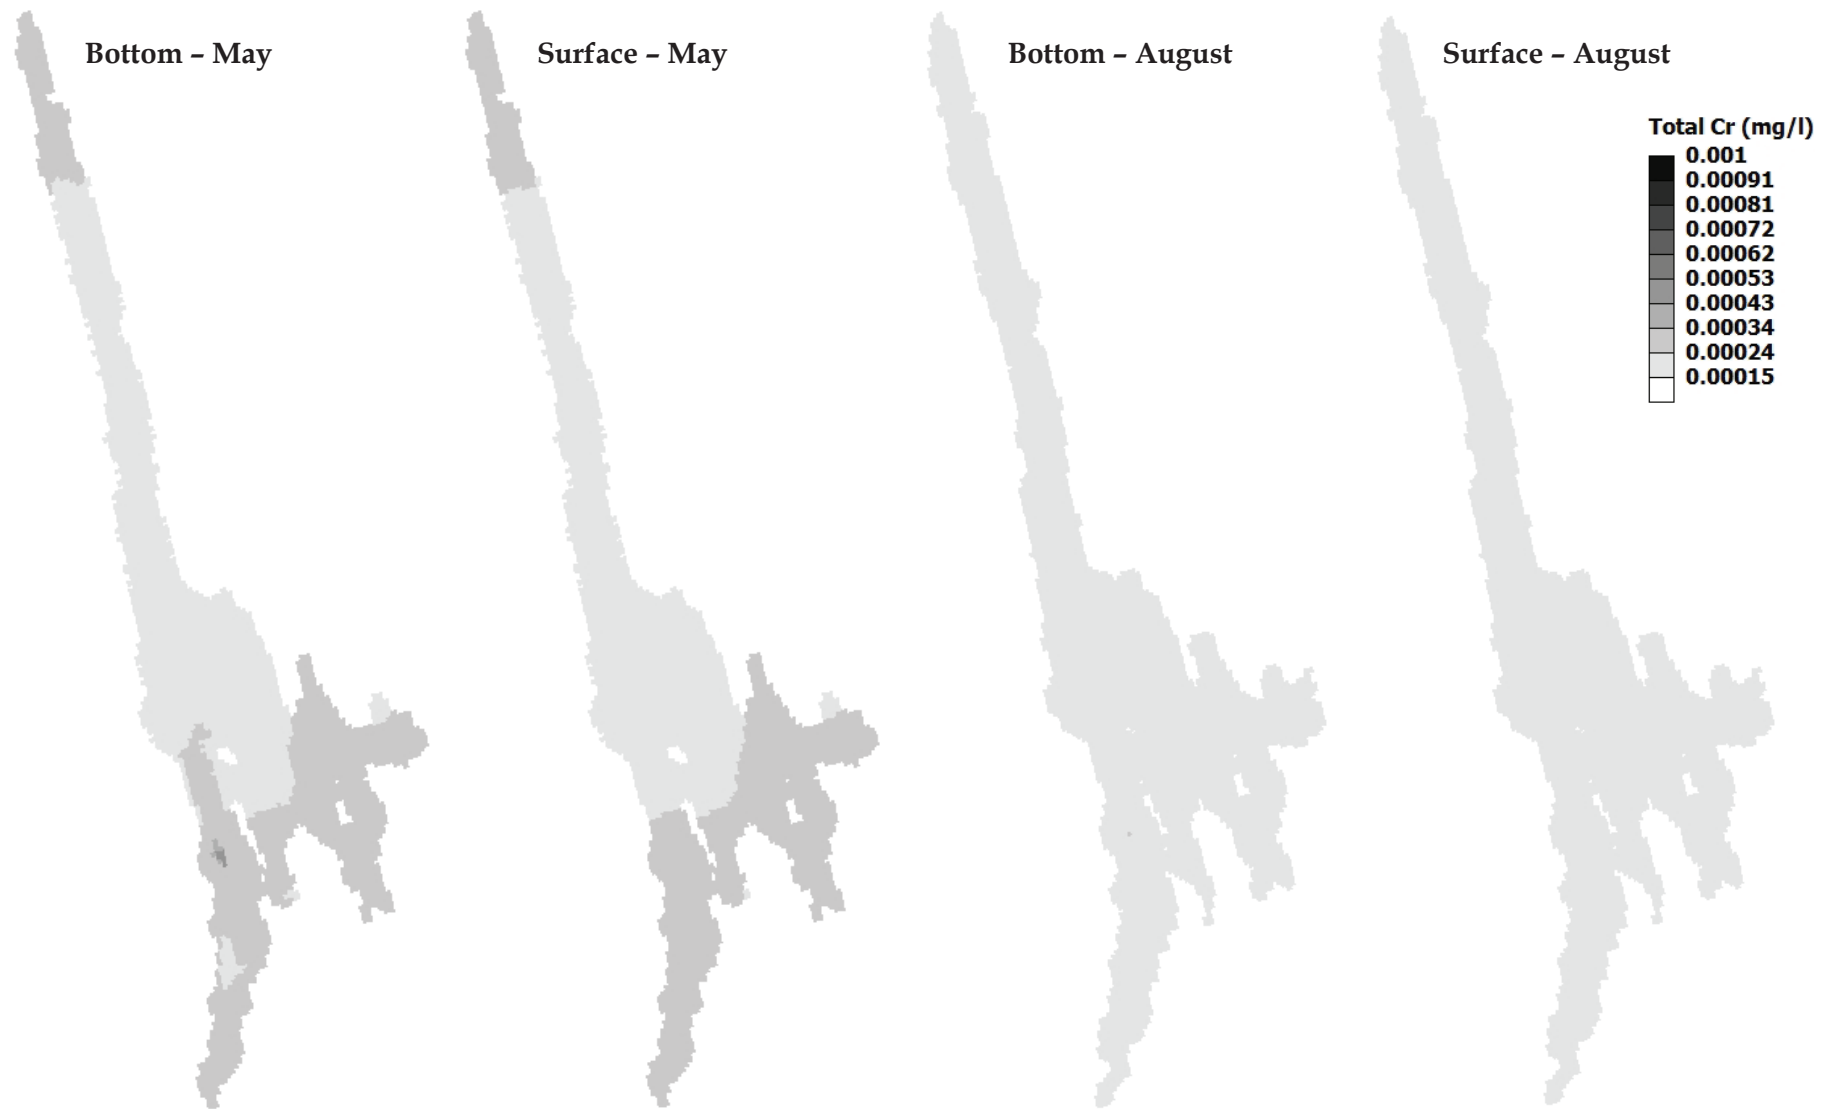 Bottom – May
Surface – May
Bottom – August
Surface – August
Total Cr (mg/l)
0.001
0.00091
0.00081
0.00072
0.00062
0.00053
0.00043
0.00034
0.00024
0.00015